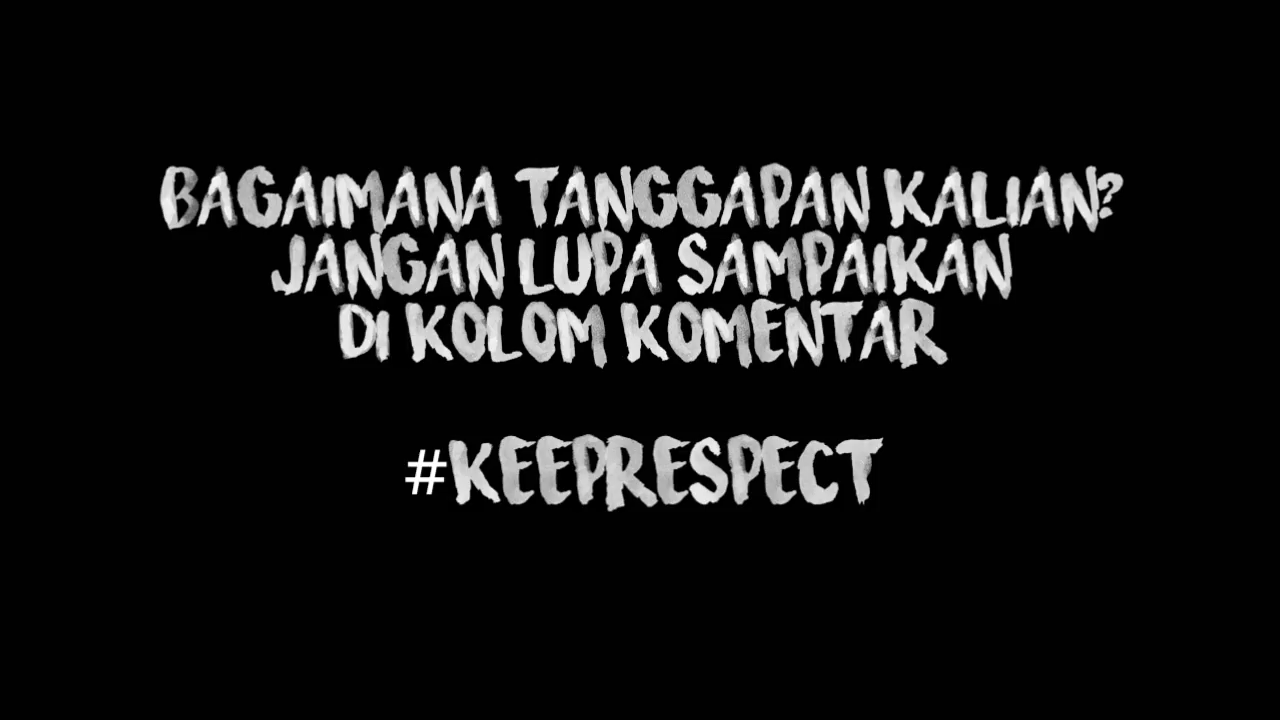 BAGAIMANA TANGGAPAN KALIAN?
JANGAN LUPA SAMPAIKAN
DI KOLOM KOMENTAR
#KEEPRESPECT